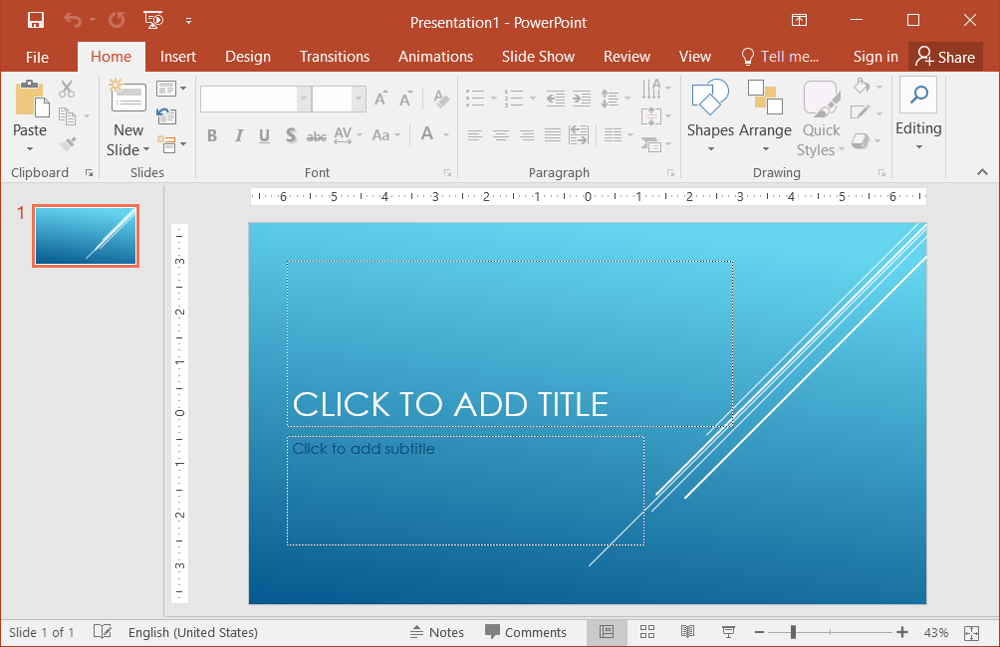 Presentation1 - PowerPoint
File Home Insert Design Transitions Animations Slide Show Review View Tell me... Sign in Share
Paste
New
Slide
B I U S abc AV Aa A
A A
Shapes Arrange Quick
Styles
Editing
Clipboard Slides Font Paragraph Drawing
6 5 4 3 2 1 0 1 2 3 4 5 6
1
3
2
1
0
1
2
3
CLICK TO ADD TITLE
Click to add subtitle
Slide 1 of 1 English (United States) Notes Comments 43%